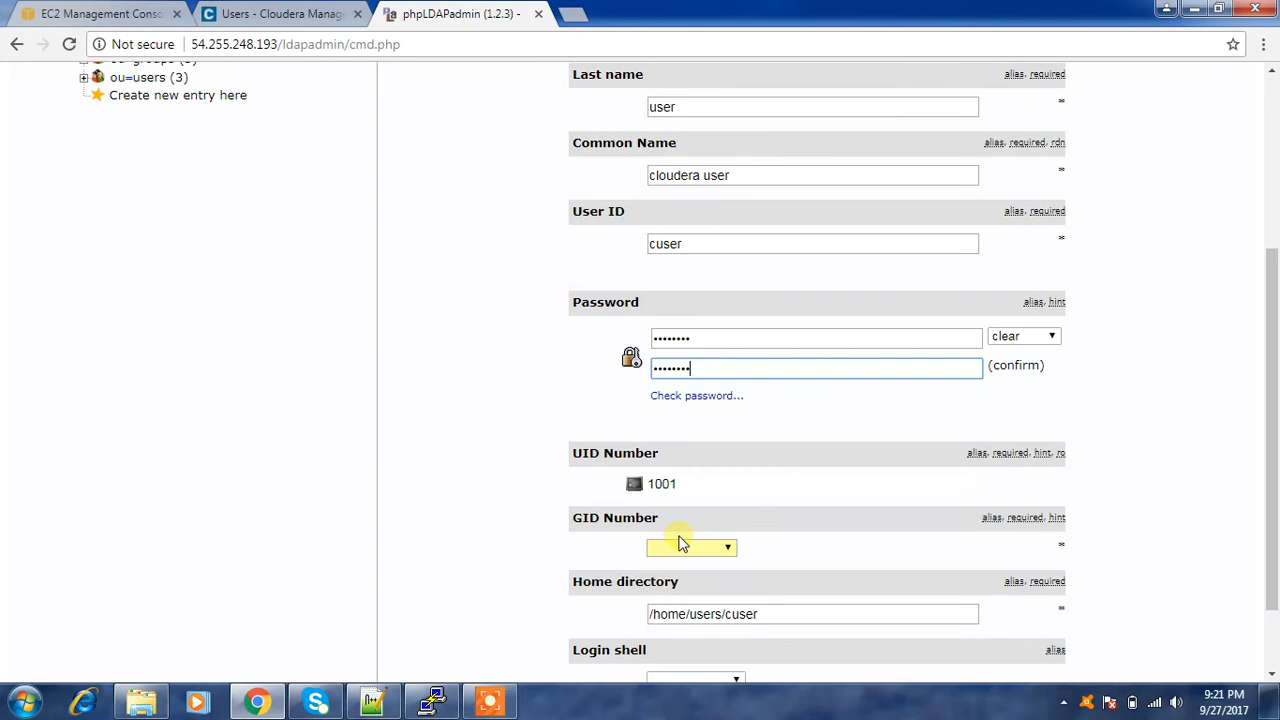 EC2 Management Conso
Users - Cloudera Manage
phpLDAPadmin (1.2.3) -
Not secure 54.255.248.193/ldapadmin/cmd.php
ou=users (3)
Create new entry here
Last name alias, required
user *
Common Name alias, required, rdn
cloudera user *
User ID alias, required
cuser *
Password alias, hint
•••••••• clear
•••••••• (confirm)
Check password...
UID Number alias, required, hint, ro
1001
GID Number alias, required, hint
*
Home directory alias, required
/home/users/cuser *
Login shell alias
9:21 PM
9/27/2017